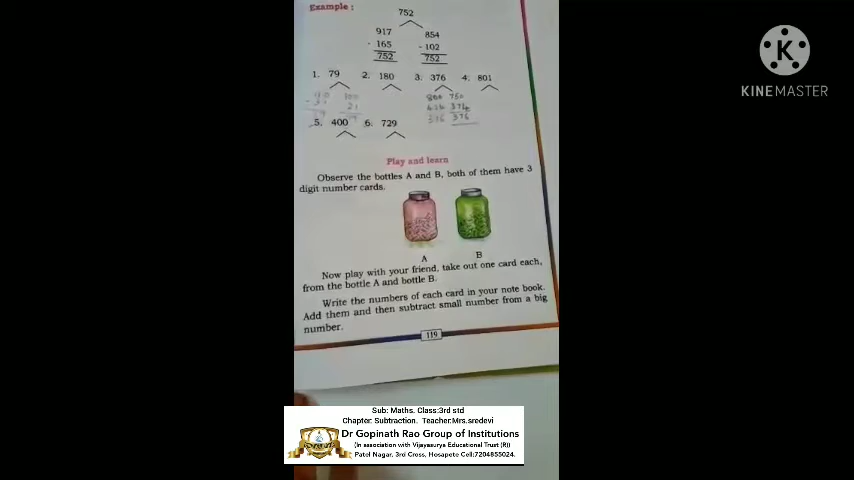 Example :
752
917 854
- 165 - 102
752 752
1. 79 2. 180 3. 376 4. 801
5. 400 6. 729
Play and learn
Observe the bottles A and B, both of them have 3
digit number cards.
A B
Now play with your friend, take out one card each,
from the bottle A and bottle B.
Write the numbers of each card in your note book.
Add them and then subtract small number from a big
number.
119
K
KINEMASTER
Sub: Maths. Class:3rd std
Chapter: Subtraction. Teacher:Mrs.sredevi
Dr Gopinath Rao Group of Institutions
(In association with Vijayasurya Educational Trust (R))
Patel Nagar, 3rd Cross, Hosapete Cell:7204855024.